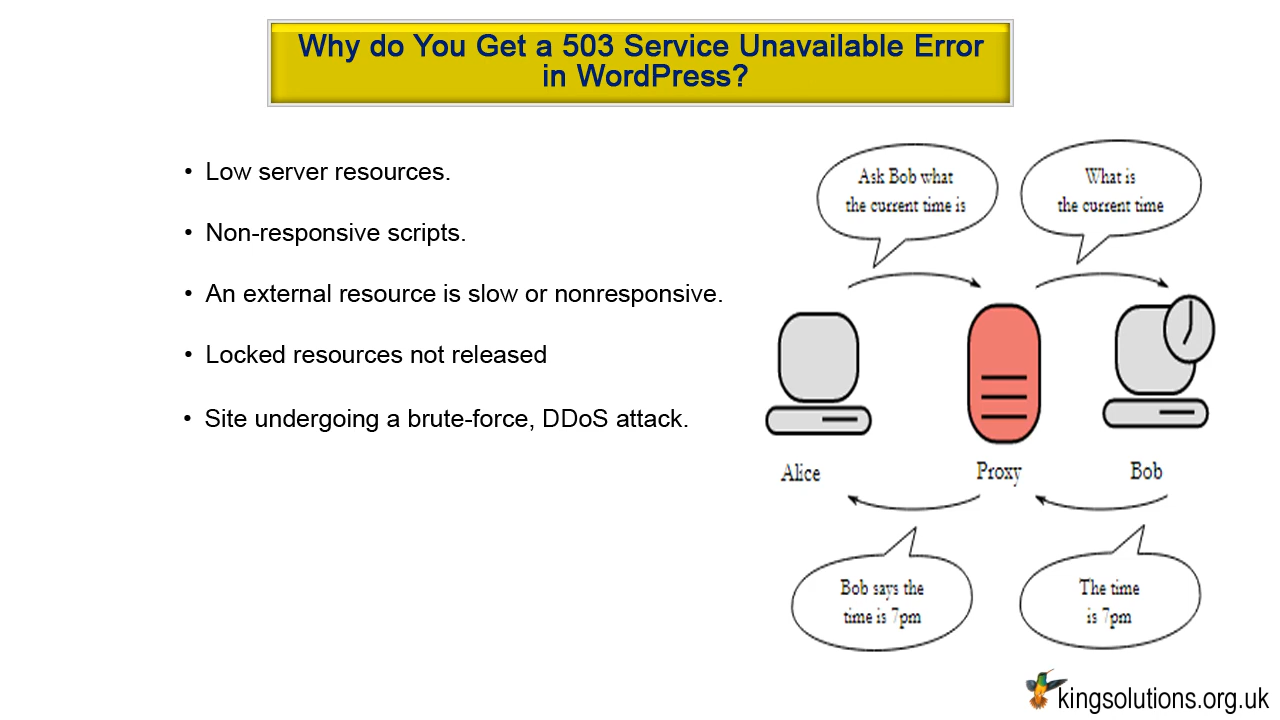 Why do You Get a 503 Service Unavailable Error
in WordPress?
• Low server resources.
• Non-responsive scripts.
• An external resource is slow or nonresponsive.
• Locked resources not released
• Site undergoing a brute-force, DDoS attack.
Ask Bob what
the current time is
What is
the current time
Alice
Proxy
Bob
Bob says the
time is 7pm
The time
is 7pm
kingsolutions.org.uk